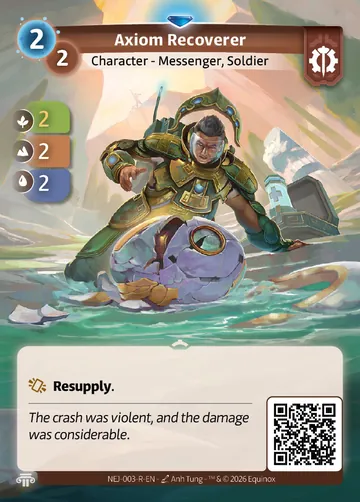 2
Axiom Recoverer
2
Character - Messenger, Soldier
2
2
2
Resupply.
The crash was violent, and the damage
was considerable.
NEJ-003-R-EN - Anh Tung - ™ & © 2026 Equinox